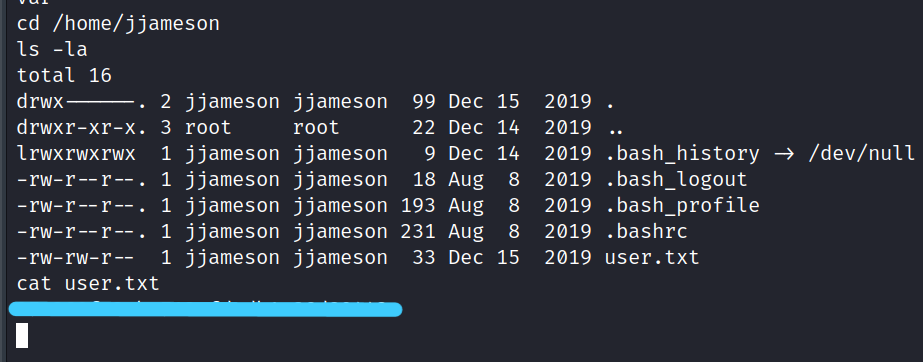 var
cd /home/jjameson
ls -la
total 16
drwx------. 2 jjameson jjameson  99 Dec 15  2019 .
drwxr-xr-x. 3 root     root      22 Dec 14  2019 ..
lrwxrwxrwx  1 jjameson jjameson   9 Dec 14  2019 .bash_history -> /dev/null
-rw-r--r--. 1 jjameson jjameson  18 Aug  8  2019 .bash_logout
-rw-r--r--. 1 jjameson jjameson 193 Aug  8  2019 .bash_profile
-rw-r--r--. 1 jjameson jjameson 231 Aug  8  2019 .bashrc
-rw-rw-r--  1 jjameson jjameson  33 Dec 15  2019 user.txt
cat user.txt